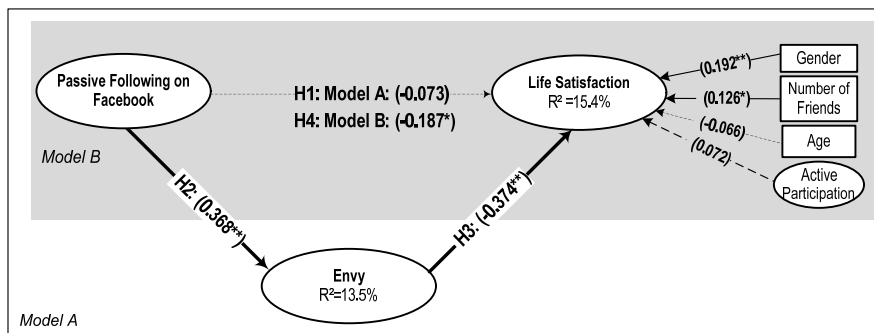 Passive Following on
Facebook
H1: Model A: (-0.073)
H4: Model B: (-0.187*)
Life Satisfaction
R² =15.4%
(0.192**)
(0.126*)
(-0.066)
(0.072)
Gender
Number of
Friends
Age
Active
Participation
Model B
H2: (0.368**)
H3: (-0.374**)
Envy
R²=13.5%
Model A